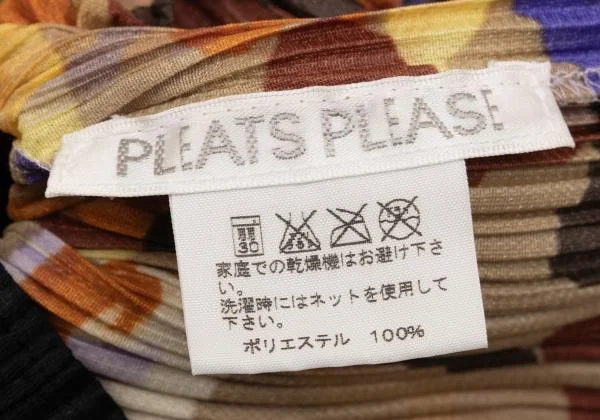 PLEATS PLEASE
30
家庭での乾燥機はお避け下さ
い。
洗濯時にはネットを使用して
下さい。
ポリエステル 100%